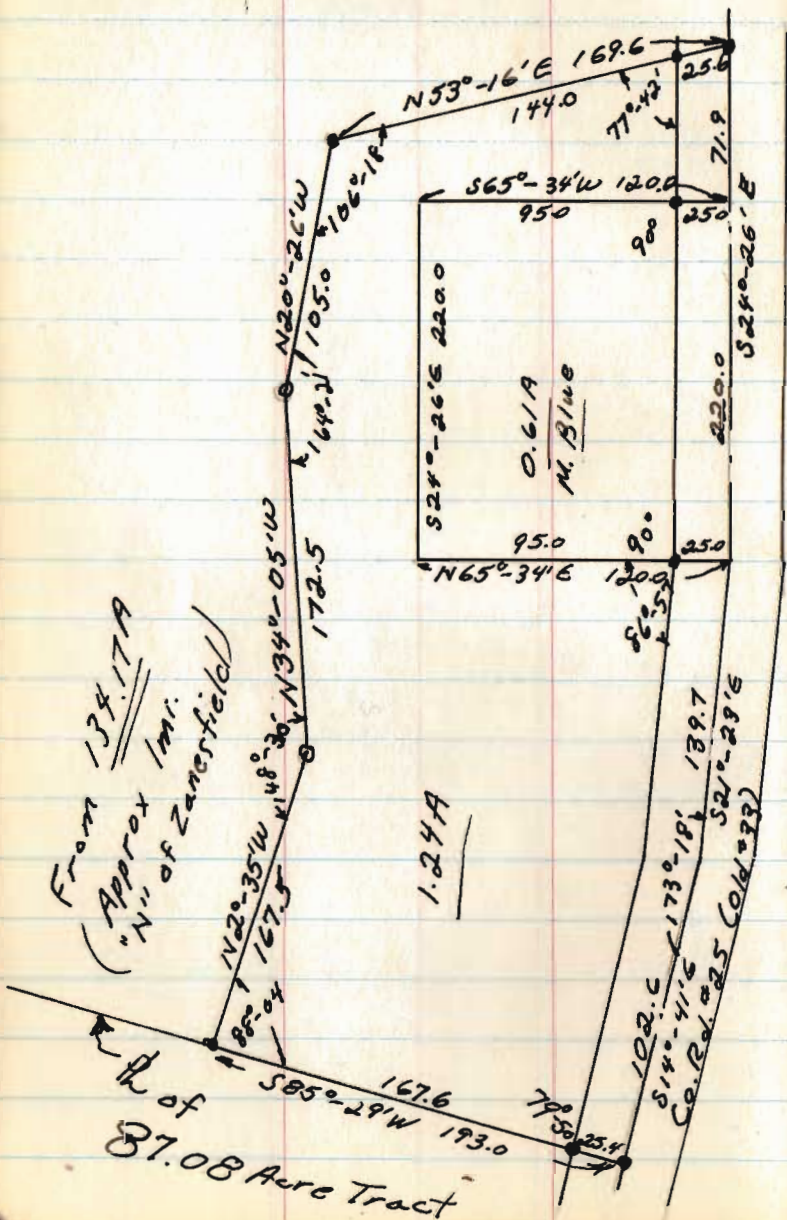 N53°-16'E 169.6
144.0
25.6
77°-42'
71.9
S65°-34'W 120.0
95.0
25.0
106°-18
N20°-26'W
105.0
90°
S24°-26'E
S24°-26'E 220.0
0.61A
M. Blue
220.0
164°-21'
N34°-05'W
172.5
95.0
90°
25.0
N65°-34'E 120.0
86°-57'
From 134.17A
(Approx 1mi.
"N" of Zanesfield)
148°-30'
N2°-35'W
167.5
1.24A
139.7
S21°-23'E
173°-18'
102.6
S14°-41'E
Co. Rd. #25 (Old #33)
88°-04
167.6
S85°-29'W 193.0
79°-50
25.4
of
87.08 Acre Tract